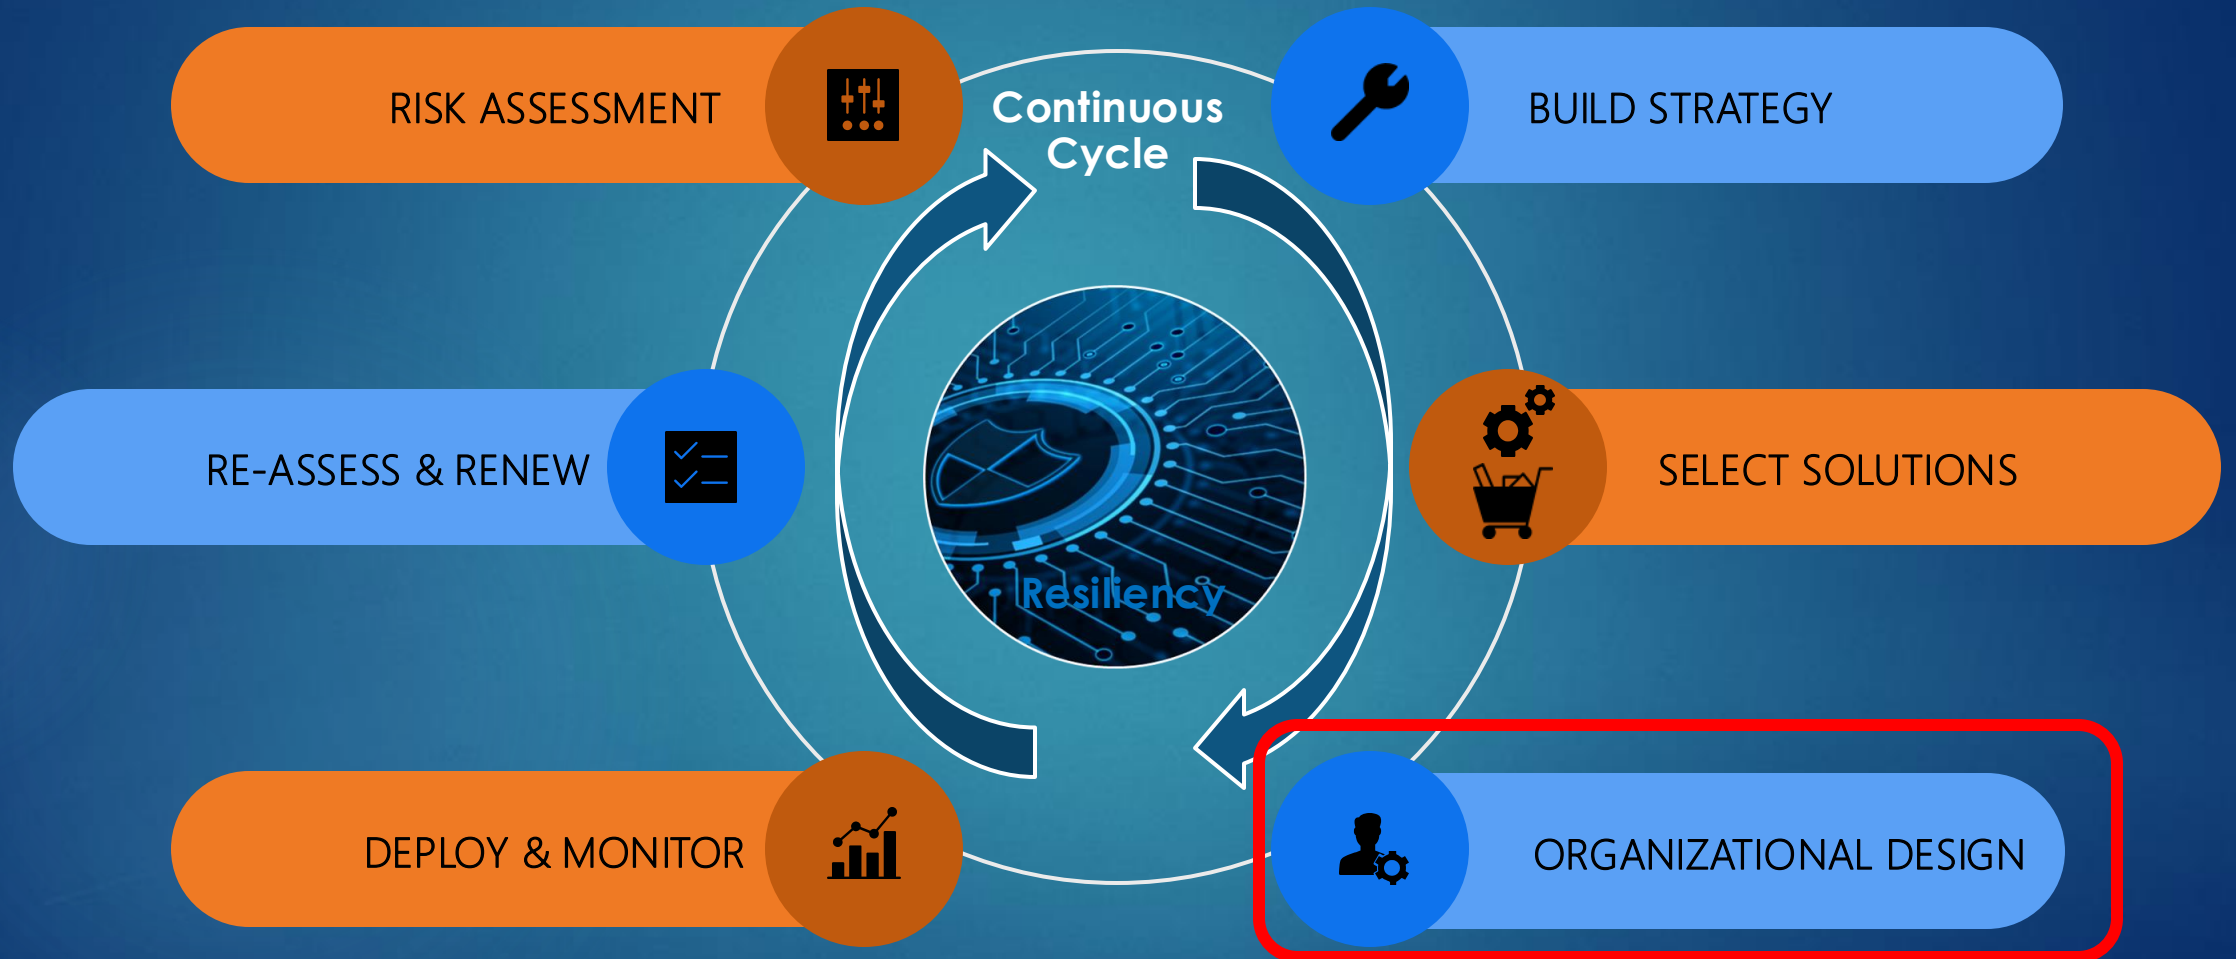 RISK ASSESSMENT
Continuous
Cycle
BUILD STRATEGY
RE-ASSESS & RENEW
SELECT SOLUTIONS
Resiliency
DEPLOY & MONITOR
ORGANIZATIONAL DESIGN